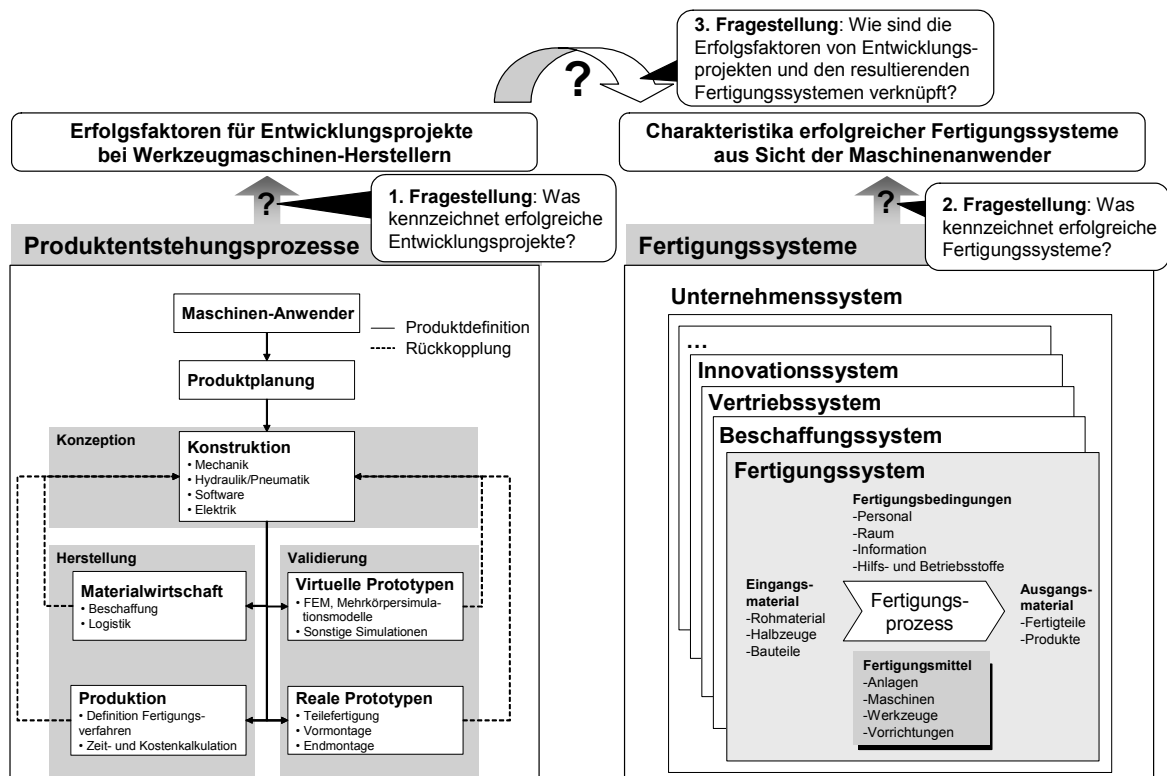 3. Fragestellung: Wie sind die
Erfolgsfaktoren von Entwicklungs-
projekten und den resultierenden
Fertigungssystemen verknüpft?
?
Erfolgsfaktoren für Entwicklungsprojekte
bei Werkzeugmaschinen-Herstellern
Charakteristika erfolgreicher Fertigungssysteme
aus Sicht der Maschinenanwender
?
1. Fragestellung: Was
kennzeichnet erfolgreiche
Entwicklungsprojekte?
?
2. Fragestellung: Was
kennzeichnet erfolgreiche
Fertigungssysteme?
Produktentstehungsprozesse
Maschinen-Anwender
Produktdefinition
Rückkopplung
Produktplanung
Konzeption
Konstruktion
• Mechanik
• Hydraulik/Pneumatik
• Software
• Elektrik
Herstellung
Materialwirtschaft
• Beschaffung
• Logistik
Validierung
Virtuelle Prototypen
• FEM, Mehrkörpersimula-
tionsmodelle
• Sonstige Simulationen
Produktion
• Definition Fertigungs-
verfahren
• Zeit- und Kostenkalkulation
Reale Prototypen
• Teilefertigung
• Vormontage
• Endmontage
Fertigungssysteme
Unternehmenssystem
...
Innovationssystem
Vertriebssystem
Beschaffungssystem
Fertigungssystem
Fertigungsbedingungen
-Personal
-Raum
-Information
-Hilfs- und Betriebsstoffe
Eingangs-
material
-Rohmaterial
-Halbzeuge
-Bauteile
Fertigungs-
prozess
Ausgangs-
material
-Fertigteile
-Produkte
Fertigungsmittel
-Anlagen
-Maschinen
-Werkzeuge
-Vorrichtungen